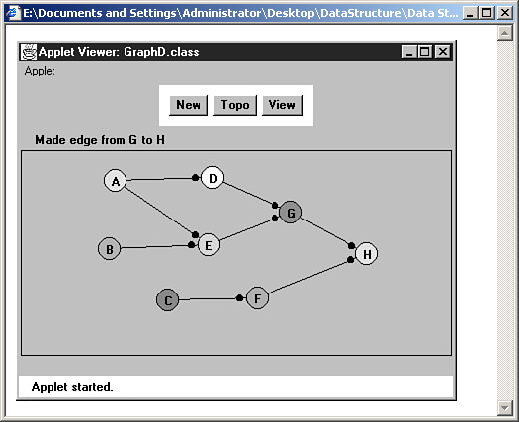 E:\Documents and Settings\Administrator\Desktop\DataStructure\Data St...
Applet Viewer: GraphD.class
Apple:
New Topo View
Made edge from G to H
A D
G
B E
H
C F
Applet started.